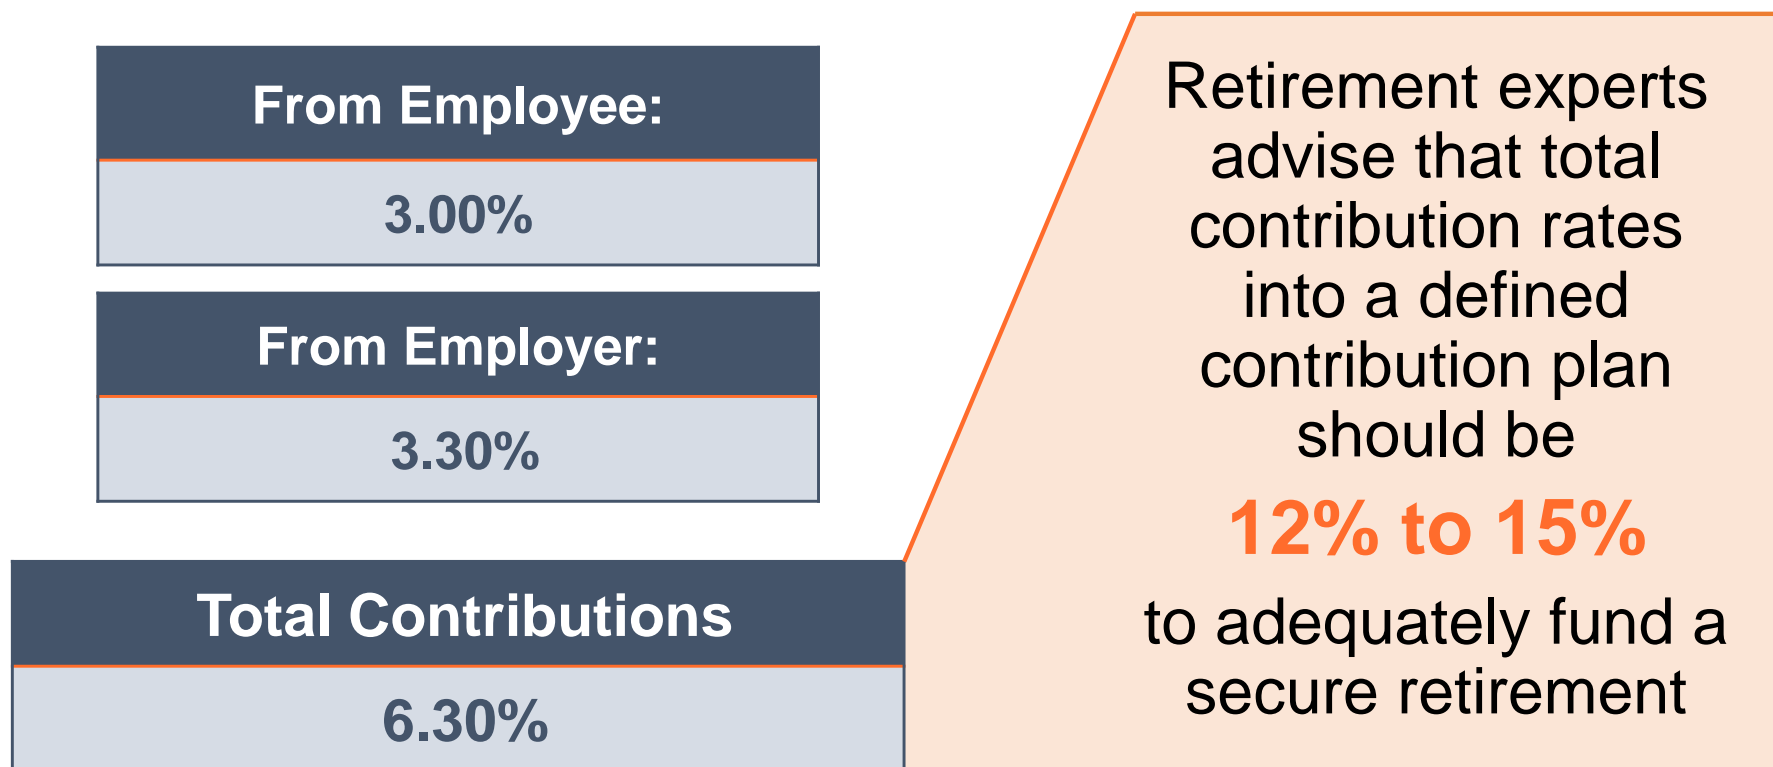 From Employee:
3.00%
From Employer:
3.30%
Total Contributions
6.30%
Retirement experts
advise that total
contribution rates
into a defined
contribution plan
should be
12% to 15%
to adequately fund a
secure retirement